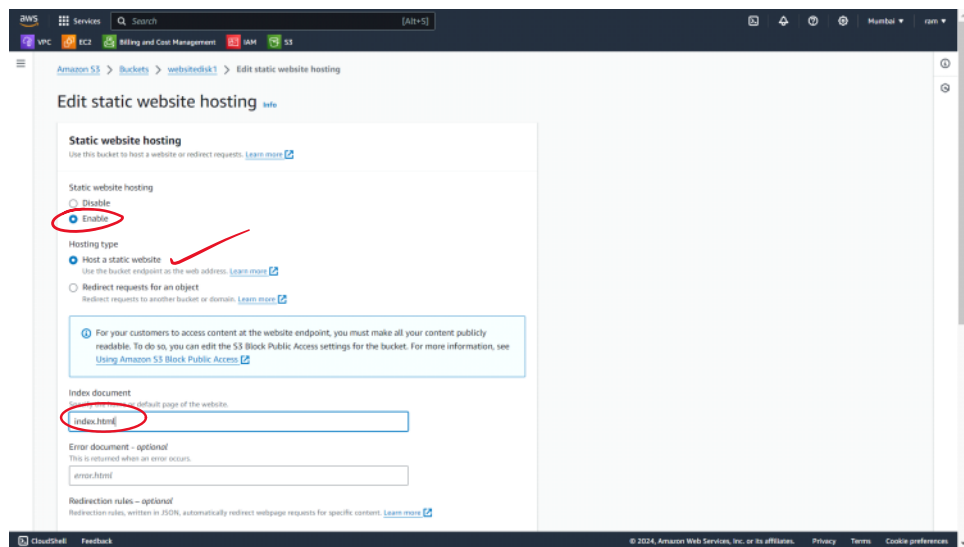 aws Services Search [Alt+S] Mumbai ram
VPC EC2 Billing and Cost Management IAM S3
Amazon S3 > Buckets > websitedisk1 > Edit static website hosting
Edit static website hosting Info
Static website hosting
Use this bucket to host a website or redirect requests. Learn more
Static website hosting
Disable
Enable
Hosting type
Host a static website
Use the bucket endpoint as the web address. Learn more
Redirect requests for an object
Redirect requests to another bucket or domain. Learn more
For your customers to access content at the website endpoint, you must make all your content publicly
readable. To do so, you can edit the S3 Block Public Access settings for the bucket. For more information, see
Using Amazon S3 Block Public Access
Index document
Specify the home or default page of the website.
index.html
Error document - optional
This is returned when an error occurs.
error.html
Redirection rules – optional
Redirection rules, written in JSON, automatically redirect webpage requests for specific content. Learn more
CloudShell Feedback © 2024, Amazon Web Services, Inc. or its affiliates. Privacy Terms Cookie preferences